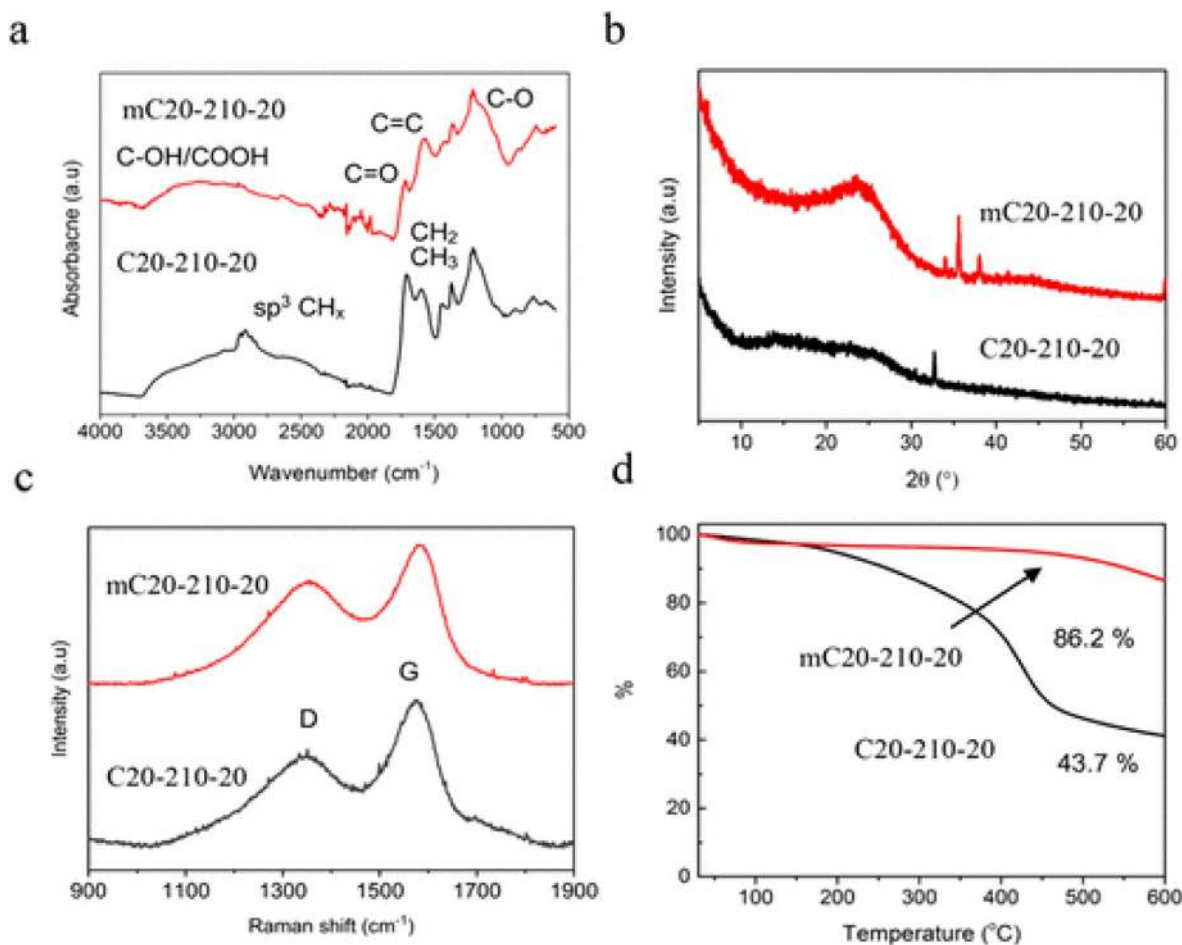 a
mC20-210-20
C-O
C=C
C-OH/COOH
C=O
CH₂
CH₃
C20-210-20
sp³ CHₓ
Absorbacne (a.u)
4000 3500 3000 2500 2000 1500 1000 500
Wavenumber (cm⁻¹)
b
mC20-210-20
C20-210-20
Intensity (a.u)
10 20 30 40 50 60
2θ (°)
c
mC20-210-20
G
D
C20-210-20
Intensity (a.u)
900 1100 1300 1500 1700 1900
Raman shift (cm⁻¹)
d
100
80
60
40
20
0
%
mC20-210-20
86.2 %
C20-210-20
43.7 %
100 200 300 400 500 600
Temperature (°C)